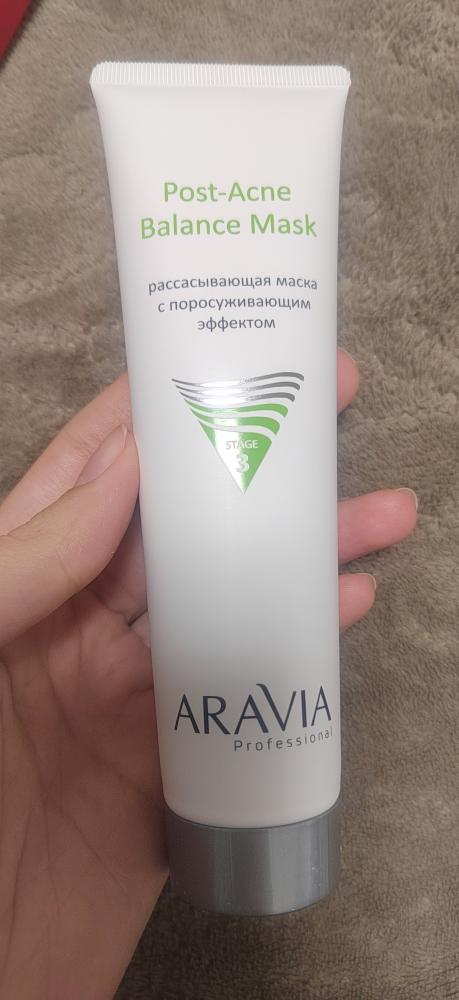 Post-Acne
Balance Mask
рассасывающая маска
с поросуживающим
эффектом
STAGE
3
ARAVIA
Professional